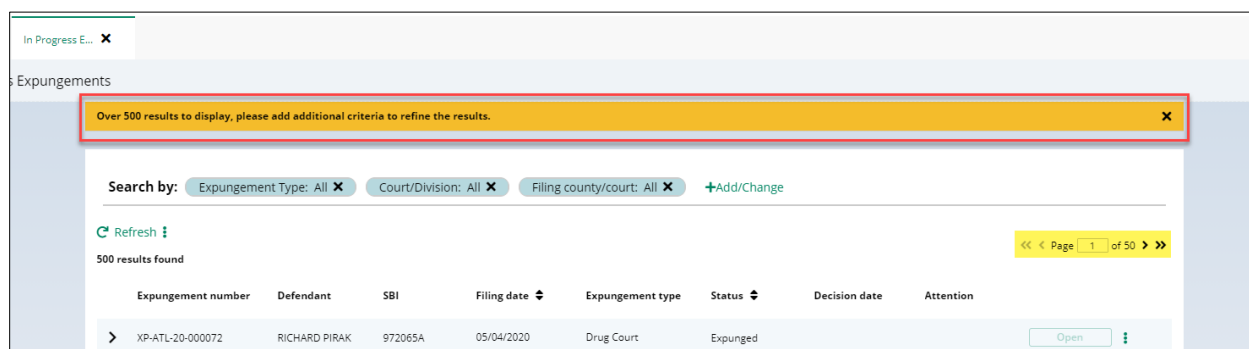 In Progress E...
s Expungements
Over 500 results to display, please add additional criteria to refine the results.
Search by: Expungement Type: All Court/Division: All Filing county/court: All +Add/Change
Refresh
Page 1 of 50
500 results found
Expungement number Defendant SBI Filing date Expungement type Status Decision date Attention
XP-ATL-20-000072 RICHARD PIRAK 972065A 05/04/2020 Drug Court Expunged Open